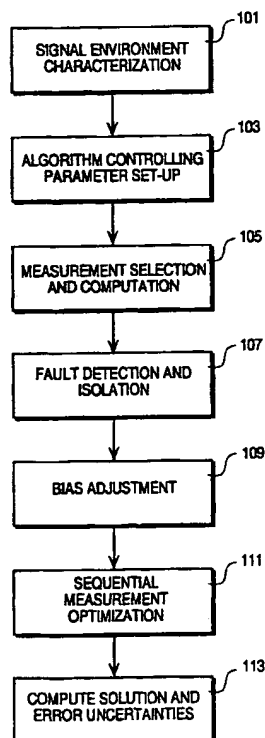 101
SIGNAL ENVIRONMENT
CHARACTERIZATION
103
ALGORITHM CONTROLLING
PARAMETER SET-UP
105
MEASUREMENT SELECTION
AND COMPUTATION
107
FAULT DETECTION AND
ISOLATION
109
BIAS ADJUSTMENT
111
SEQUENTIAL
MEASUREMENT
OPTIMIZATION
113
COMPUTE SOLUTION AND
ERROR UNCERTAINTIES